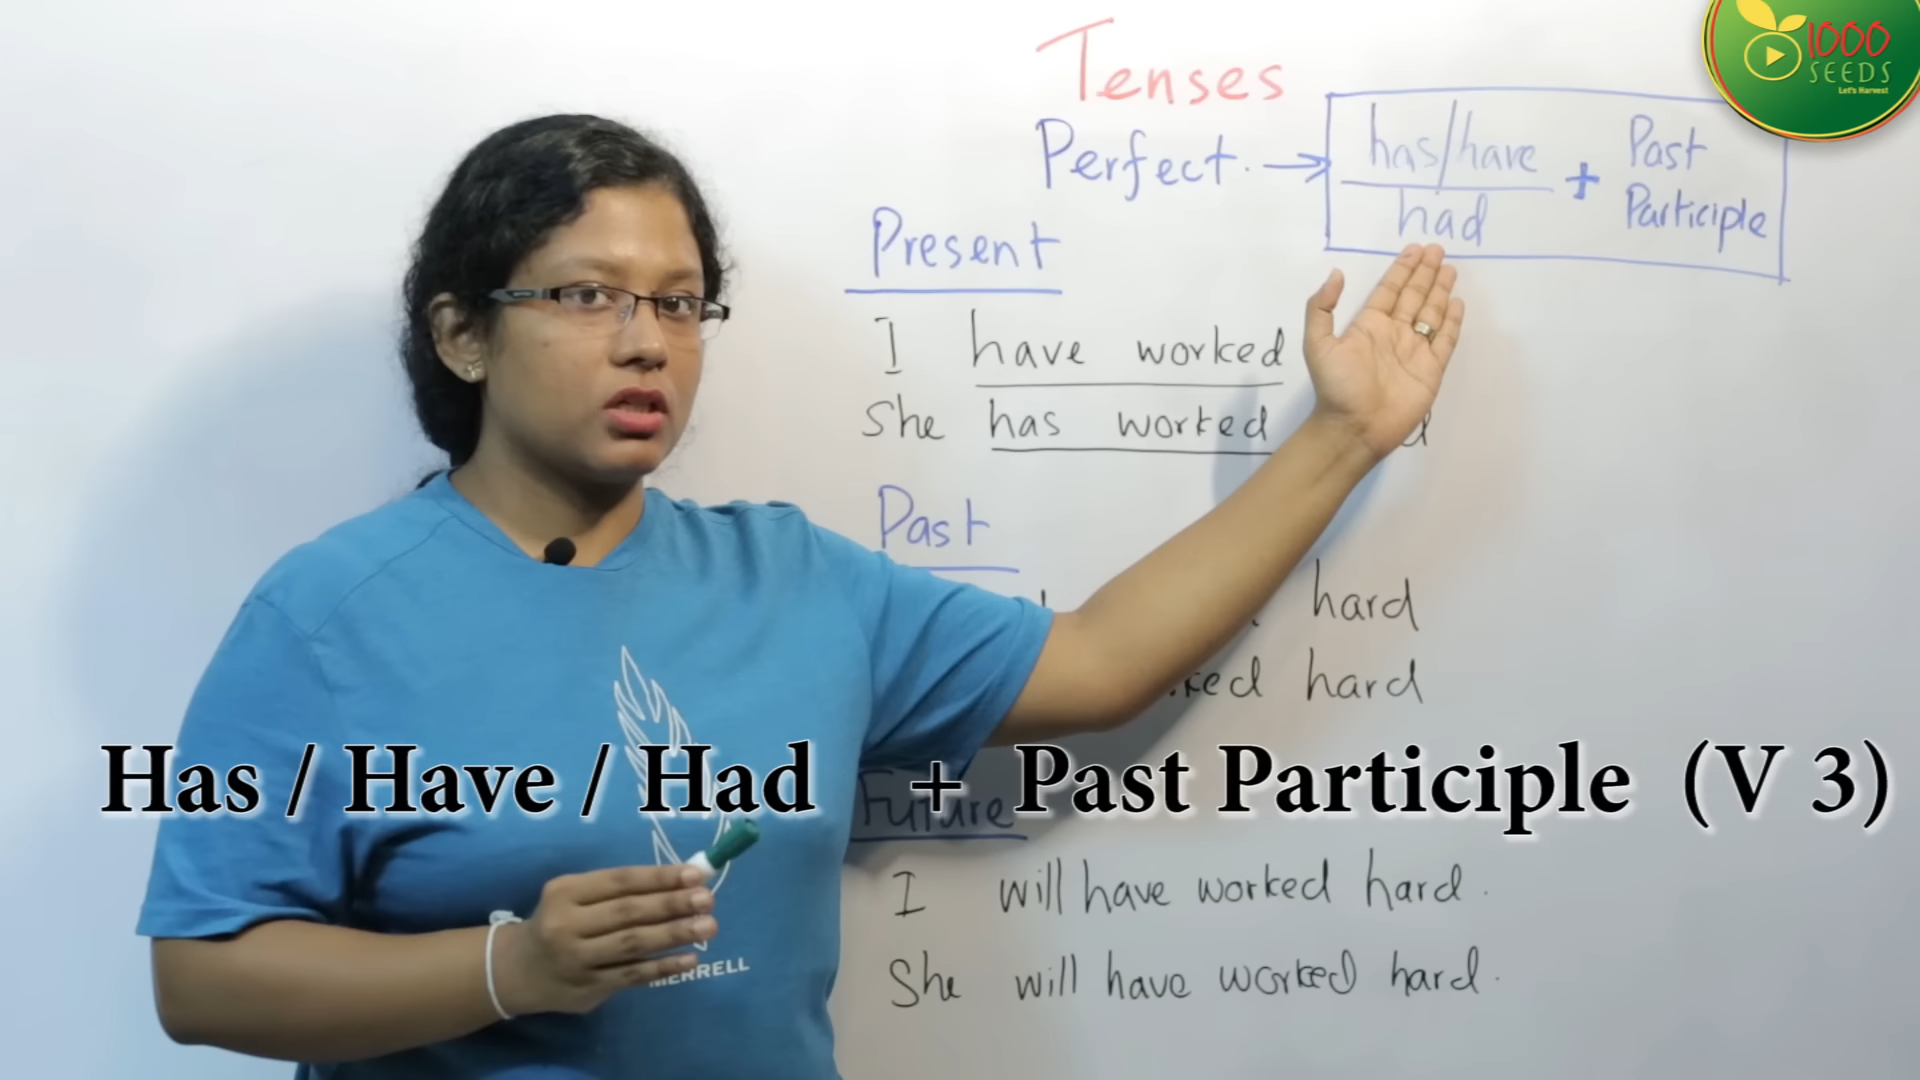 1000
SEEDS
Let's Harvest
Tenses
Perfect. → has/have
had
+ Past
Participle
Present
I have worked
She has worked
Past
hard
hard
Has / Have / Had + Past Participle (V 3)
Future
I will have worked hard.
She will have worked hard.
MERRELL